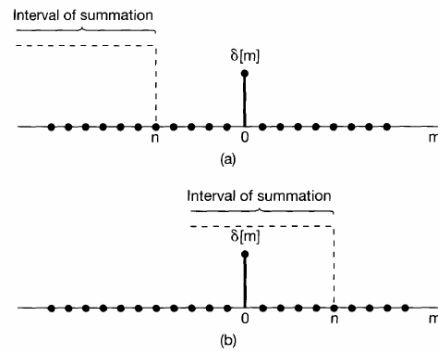 Interval of summation
δ[m]
n
0
m
(a)
Interval of summation
δ[m]
0
n
m
(b)